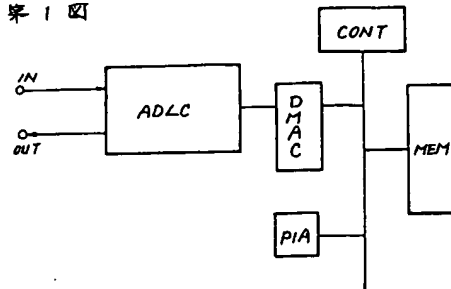 第 1 図
CONT
IN
ADLC
DMAC
OUT
MEM
PIA